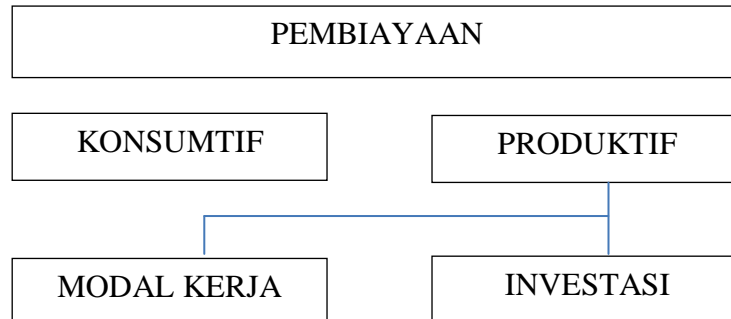 PEMBIAYAAN
KONSUMTIF
PRODUKTIF
MODAL KERJA
INVESTASI